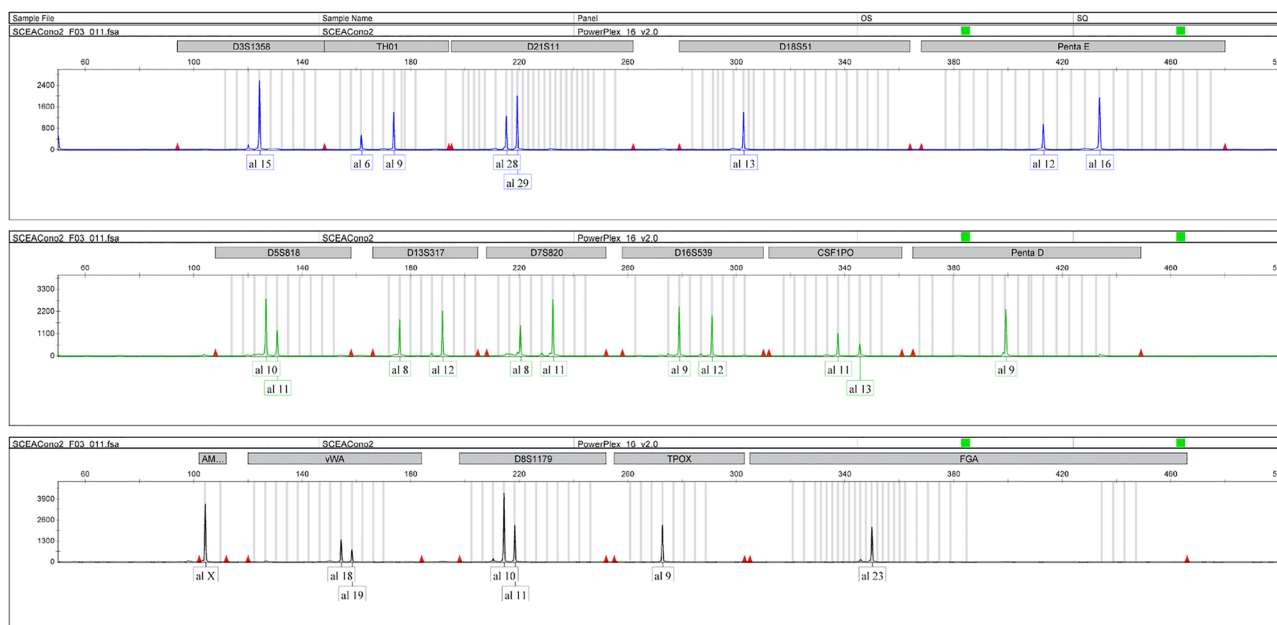 Sample File Sample Name Panel OS SQ
SCEACono2_F03_011.fsa SCEACono2 PowerPlex_16_v2.0
D3S1358 TH01 D21S11 D18S51 Penta E
60 100 140 180 220 260 300 340 380 420 460 500
2400
1600
800
0
al 15 al 6 al 9 al 28 al 13 al 12 al 16
al 29
SCEACono2_F03_011.fsa SCEACono2 PowerPlex_16_v2.0
D5S818 D13S317 D7S820 D16S539 CSF1PO Penta D
60 100 140 180 220 260 300 340 380 420 460 500
3300
2200
1100
0
al 10 al 8 al 12 al 8 al 11 al 9 al 12 al 11 al 9
al 11 al 13
SCEACono2_F03_011.fsa SCEACono2 PowerPlex_16_v2.0
AM... vWA D8S1179 TPOX FGA
60 100 140 180 220 260 300 340 380 420 460 500
3900
2600
1300
0
al X al 18 al 10 al 9 al 23
al 19 al 11